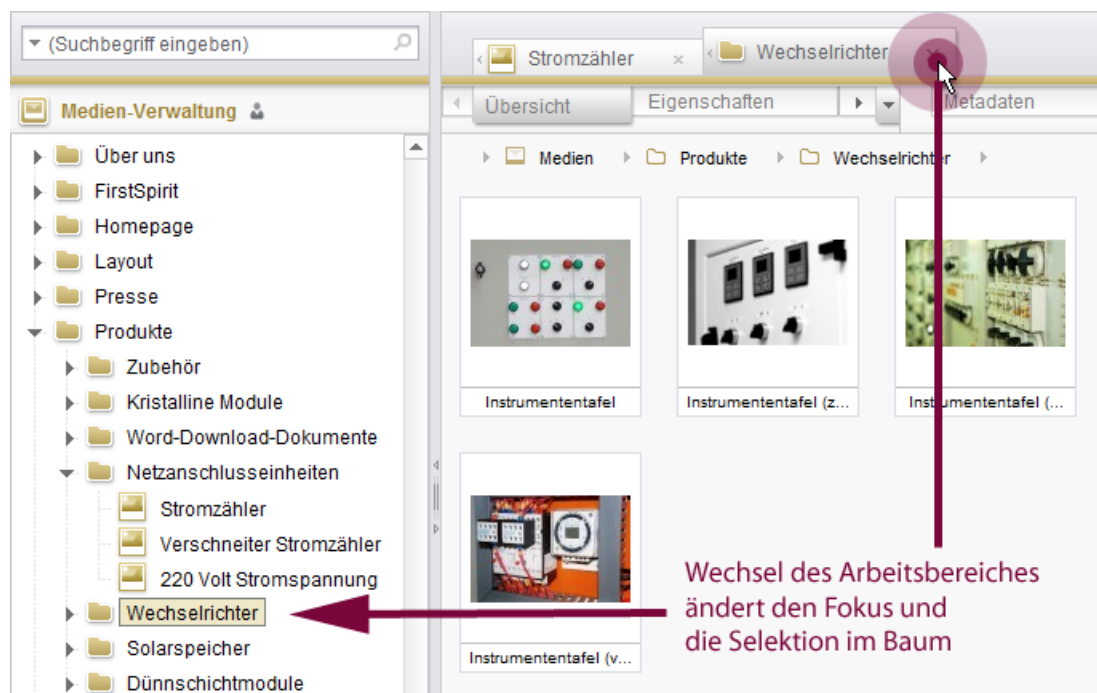 (Suchbegriff eingeben)
Medien-Verwaltung
Über uns
FirstSpirit
Homepage
Layout
Presse
Produkte
Zubehör
Kristalline Module
Word-Download-Dokumente
Netzanschlusseinheiten
Stromzähler
Verschneiter Stromzähler
220 Volt Stromspannung
Wechselrichter
Solarspeicher
Dünnschichtmodule
Stromzähler
Wechselrichter
Übersicht
Eigenschaften
Metadaten
Medien
Produkte
Wechselrichter
Instrumententafel
Instrumententafel (z...
Instrumententafel (...
Instrumententafel (v...
Wechsel des Arbeitsbereiches
ändert den Fokus und
die Selektion im Baum